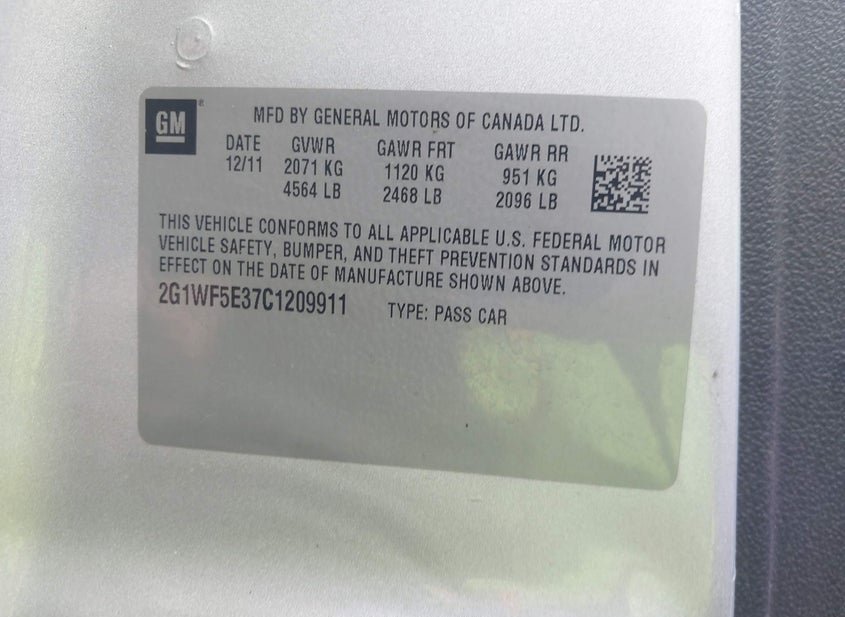 GM ®
MFD BY GENERAL MOTORS OF CANADA LTD.
DATE GVWR GAWR FRT GAWR RR
12/11 2071 KG 1120 KG 951 KG
4564 LB 2468 LB 2096 LB
THIS VEHICLE CONFORMS TO ALL APPLICABLE U.S. FEDERAL MOTOR
VEHICLE SAFETY, BUMPER, AND THEFT PREVENTION STANDARDS IN
EFFECT ON THE DATE OF MANUFACTURE SHOWN ABOVE.
2G1WF5E37C1209911 TYPE: PASS CAR